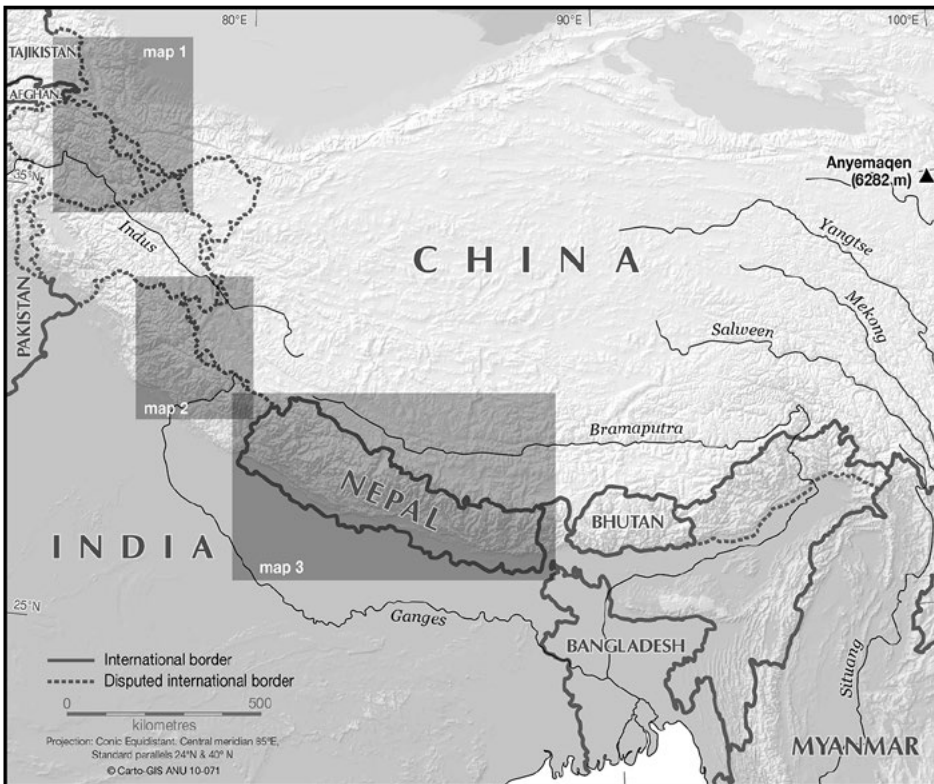 80°E
90°E
100°E
TAJIKISTAN
map 1
AFGHAN.
35°N
Anyemaqen
(6282 m)
Indus
CHINA
Yangtse
Mekong
PAKISTAN
Salween
map 2
Bramaputra
NEPAL
BHUTAN
INDIA
map 3
25°N
Ganges
BANGLADESH
International border
Disputed international border
0 500
kilometres
Situang
Projection: Conic Equidistant. Central meridian 85°E,
Standard parallels 24°N & 40° N
© Carto-GIS ANU 10-071
MYANMAR